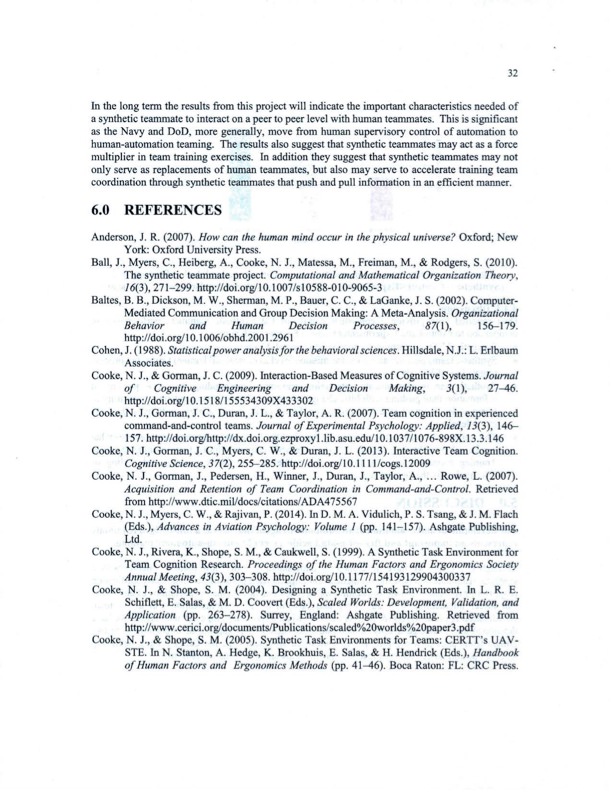 32
In the long term the results from this project will indicate the important characteristics needed of
a synthetic teammate to interact on a peer to peer level with human teammates. This is significant
as the Navy and DoD, more generally, move from human supervisory control of automation to
human-automation teaming. The results also suggest that synthetic teammates may act as a force
multiplier in team training exercises. In addition they suggest that synthetic teammates may not
only serve as replacements of human teammates, but also may serve to accelerate training team
coordination through synthetic teammates that push and pull information in an efficient manner.
6.0 REFERENCES
Anderson, J. R. (2007). How can the human mind occur in the physical universe? Oxford; New
York: Oxford University Press.
Ball, J., Myers, C., Heiberg, A., Cooke, N. J., Matessa, M., Freiman, M., & Rodgers, S. (2010).
The synthetic teammate project. Computational and Mathematical Organization Theory,
16(3), 271–299. http://doi.org/10.1007/s10588-010-9065-3
Baltes, B. B., Dickson, M. W., Sherman, M. P., Bauer, C. C., & LaGanke, J. S. (2002). Computer-
Mediated Communication and Group Decision Making: A Meta-Analysis. Organizational
Behavior and Human Decision Processes, 87(1), 156–179.
http://doi.org/10.1006/obhd.2001.2961
Cohen, J. (1988). Statistical power analysis for the behavioral sciences. Hillsdale, N.J.: L. Erlbaum
Associates.
Cooke, N. J., & Gorman, J. C. (2009). Interaction-Based Measures of Cognitive Systems. Journal
of Cognitive Engineering and Decision Making, 3(1), 27–46.
http://doi.org/10.1518/155534309X433302
Cooke, N. J., Gorman, J. C., Duran, J. L., & Taylor, A. R. (2007). Team cognition in experienced
command-and-control teams. Journal of Experimental Psychology: Applied, 13(3), 146–
157. http://doi.org/http://dx.doi.org.ezproxy1.lib.asu.edu/10.1037/1076-898X.13.3.146
Cooke, N. J., Gorman, J. C., Myers, C. W., & Duran, J. L. (2013). Interactive Team Cognition.
Cognitive Science, 37(2), 255–285. http://doi.org/10.1111/cogs.12009
Cooke, N. J., Gorman, J., Pedersen, H., Winner, J., Duran, J., Taylor, A., … Rowe, L. (2007).
Acquisition and Retention of Team Coordination in Command-and-Control. Retrieved
from http://www.dtic.mil/docs/citations/ADA475567
Cooke, N. J., Myers, C. W., & Rajivan, P. (2014). In D. M. A. Vidulich, P. S. Tsang, & J. M. Flach
(Eds.), Advances in Aviation Psychology: Volume 1 (pp. 141–157). Ashgate Publishing,
Ltd.
Cooke, N. J., Rivera, K., Shope, S. M., & Caukwell, S. (1999). A Synthetic Task Environment for
Team Cognition Research. Proceedings of the Human Factors and Ergonomics Society
Annual Meeting, 43(3), 303–308. http://doi.org/10.1177/154193129904300337
Cooke, N. J., & Shope, S. M. (2004). Designing a Synthetic Task Environment. In L. R. E.
Schiflett, E. Salas, & M. D. Coovert (Eds.), Scaled Worlds: Development, Validation, and
Application (pp. 263–278). Surrey, England: Ashgate Publishing. Retrieved from
http://www.cerici.org/documents/Publications/scaled%20worlds%20paper3.pdf
Cooke, N. J., & Shope, S. M. (2005). Synthetic Task Environments for Teams: CERTT's UAV-
STE. In N. Stanton, A. Hedge, K. Brookhuis, E. Salas, & H. Hendrick (Eds.), Handbook
of Human Factors and Ergonomics Methods (pp. 41–46). Boca Raton: FL: CRC Press.